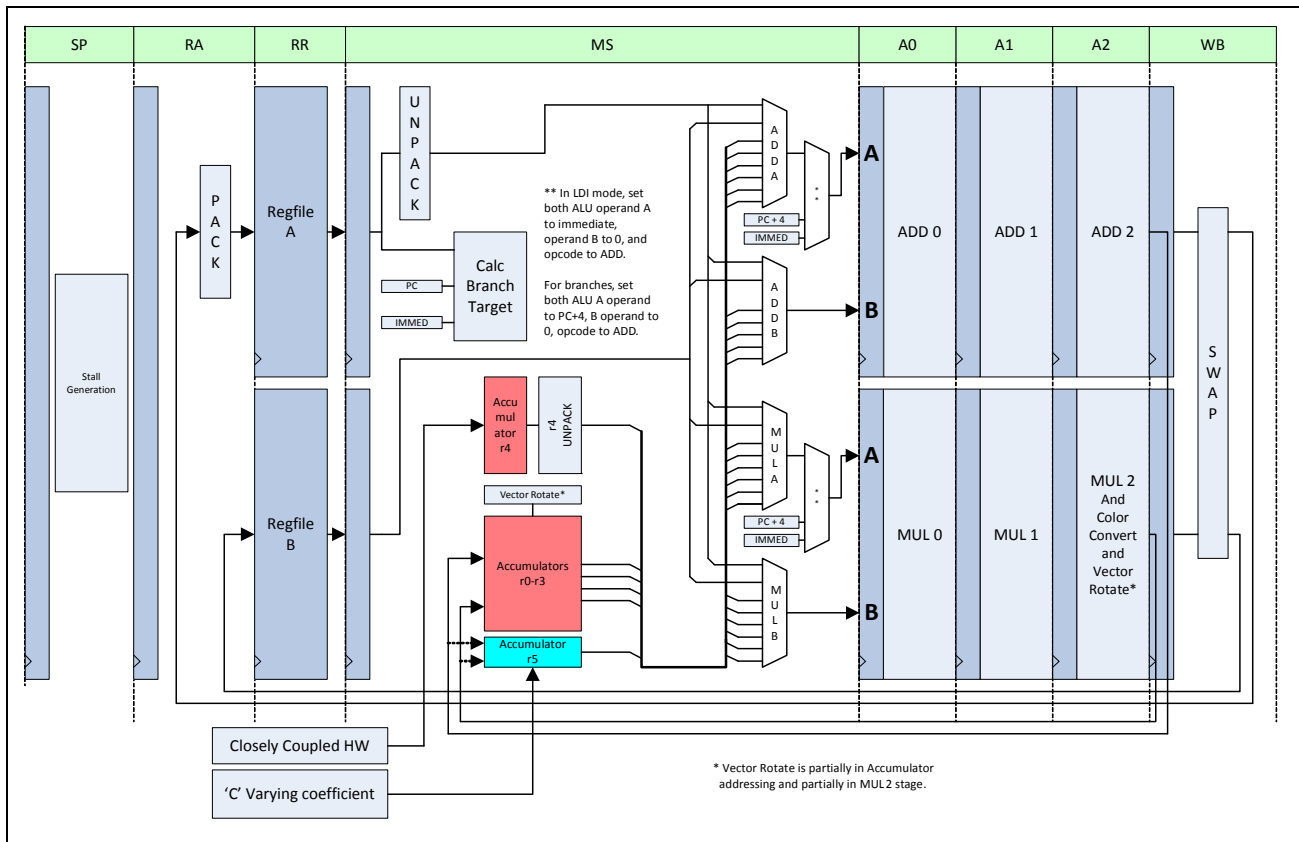 SP
RA
RR
MS
A0
A1
A2
WB
Stall
Generation
P
A
C
K
Regfile
A
Regfile
B
U
N
P
A
C
K
** In LDI mode, set
both ALU operand A
to immediate,
operand B to 0, and
opcode to ADD.
For branches, set
both ALU A operand
to PC+4, B operand to
0, opcode to ADD.
Calc
Branch
Target
PC
IMMED
Accu
mul
ator
r4
r4
UNPACK
Vector Rotate*
Accumulators
r0-r3
Accumulator
r5
A
D
D
A
* *
PC + 4
IMMED
A
D
D
B
M
U
L
A
* *
PC + 4
IMMED
M
U
L
B
A
B
A
B
ADD 0
ADD 1
ADD 2
MUL 0
MUL 1
MUL 2
And
Color
Convert
and
Vector
Rotate*
S
W
A
P
Closely Coupled HW
‘C’ Varying coefficient
* Vector Rotate is partially in Accumulator
addressing and partially in MUL2 stage.